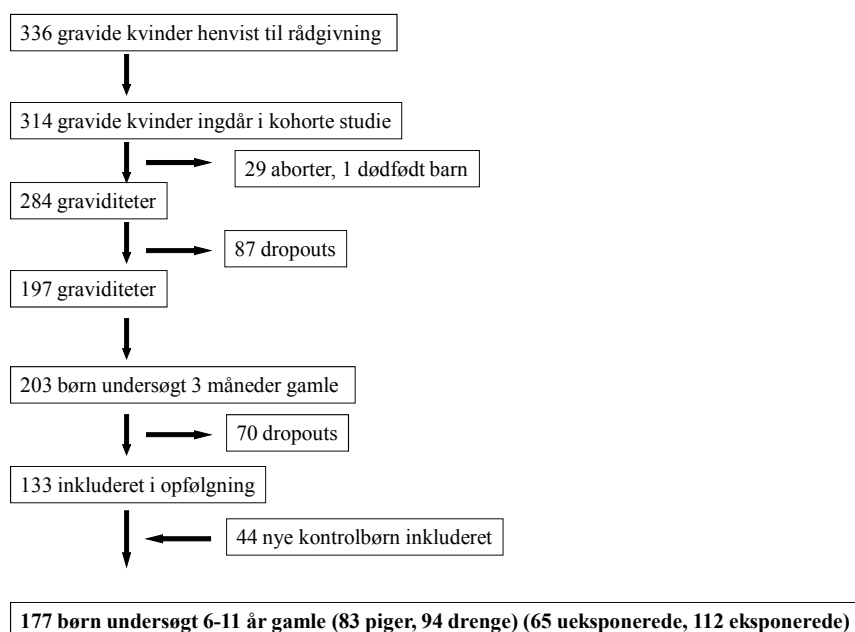 336 gravide kvinder henvist til rådgivning
314 gravide kvinder ingdår i kohorte studie
29 aborter, 1 dødfødt barn
284 graviditeter
87 dropouts
197 graviditeter
203 børn undersøgt 3 måneder gamle
70 dropouts
133 inkluderet i opfølgning
44 nye kontrolbørn inkluderet
177 børn undersøgt 6-11 år gamle (83 piger, 94 drenge) (65 ueksponerede, 112 eksponerede)